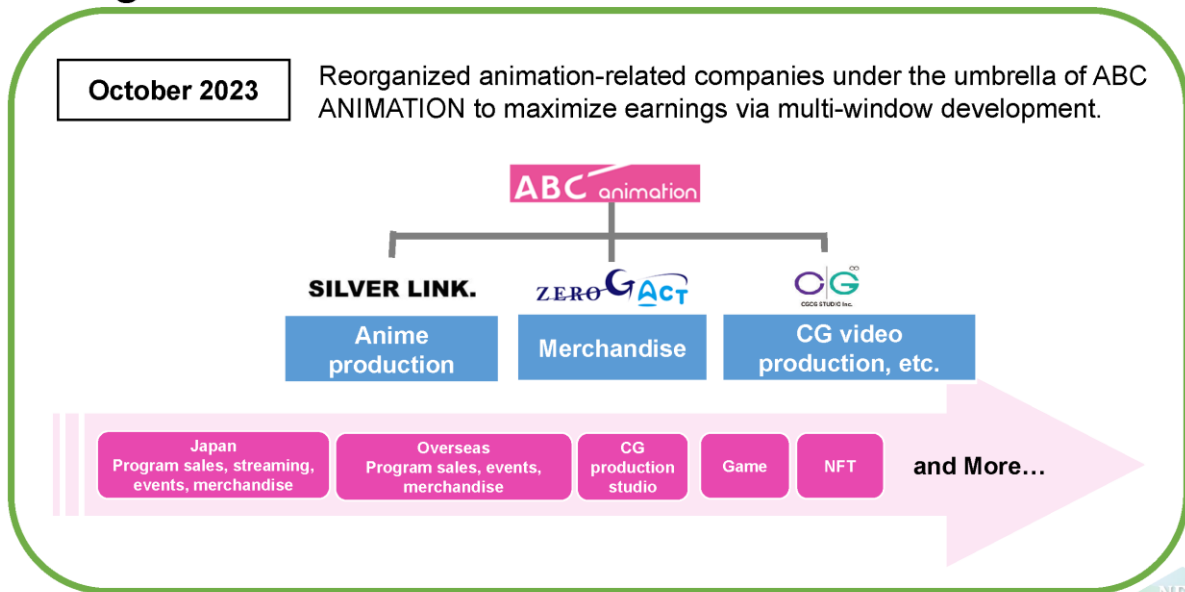 October 2023
Reorganized animation-related companies under the umbrella of ABC
ANIMATION to maximize earnings via multi-window development.
ABC animation
SILVER LINK.
ZERO G ACT
CG
CGCG STUDIO Inc.
Anime
production
Merchandise
CG video
production, etc.
Japan
Program sales, streaming,
events, merchandise
Overseas
Program sales, events,
merchandise
CG
production
studio
Game
NFT
and More…